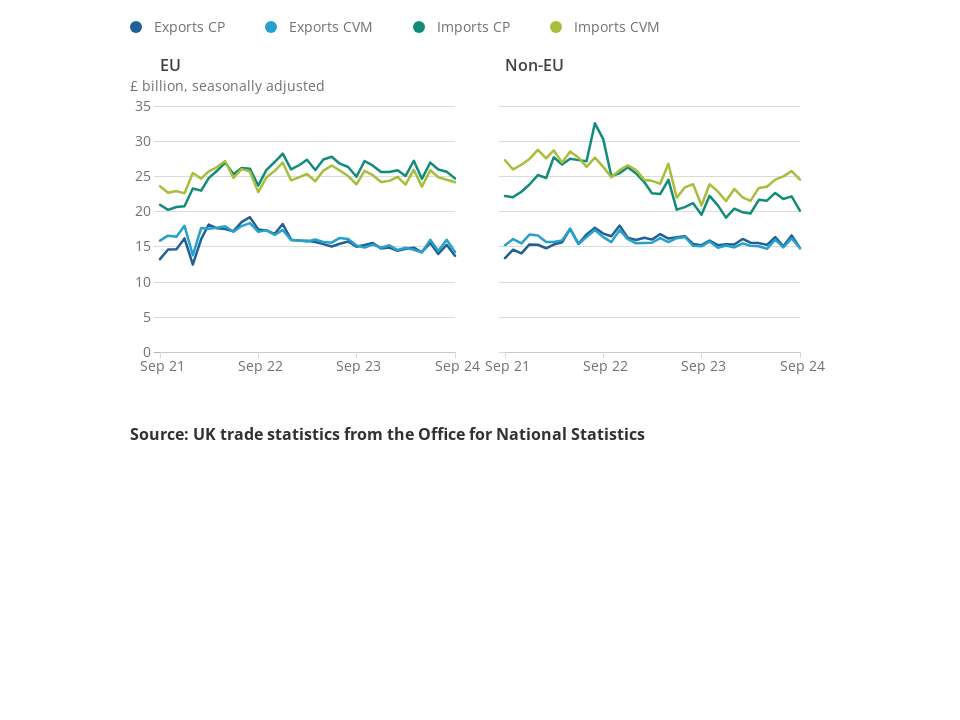 Exports CP Exports CVM Imports CP Imports CVM
EU Non-EU
£ billion, seasonally adjusted
35
30
25
20
15
10
5
0
Sep 21 Sep 22 Sep 23 Sep 24 Sep 21 Sep 22 Sep 23 Sep 24
Source: UK trade statistics from the Office for National Statistics